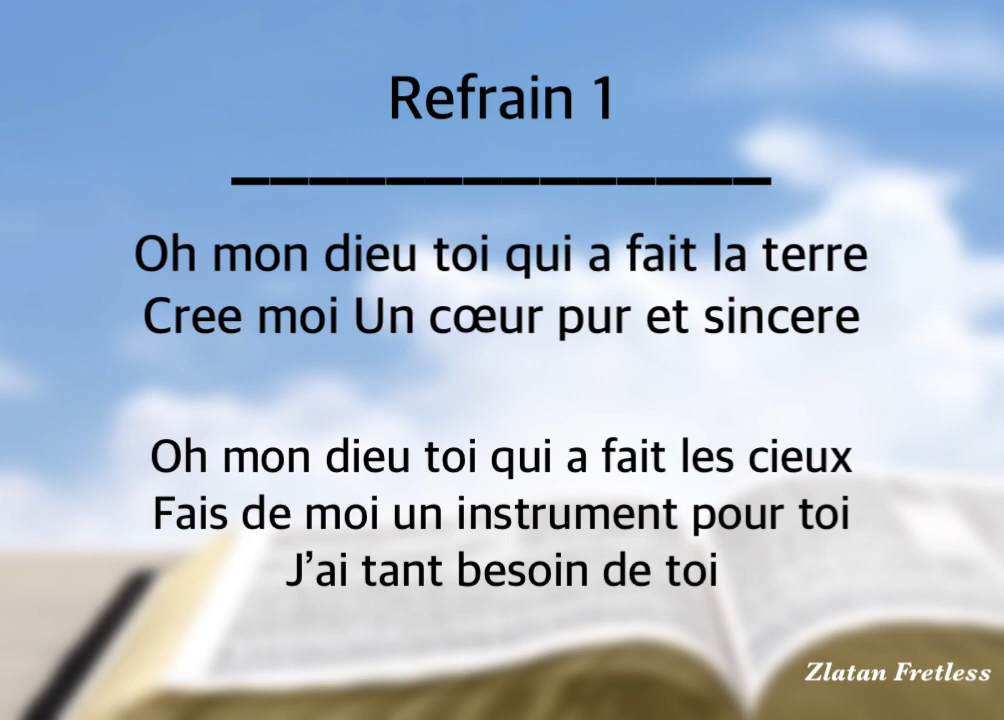 Refrain 1
Oh mon dieu toi qui a fait la terre
Cree moi Un cœur pur et sincere
Oh mon dieu toi qui a fait les cieux
Fais de moi un instrument pour toi
J’ai tant besoin de toi
Zlatan Fretless